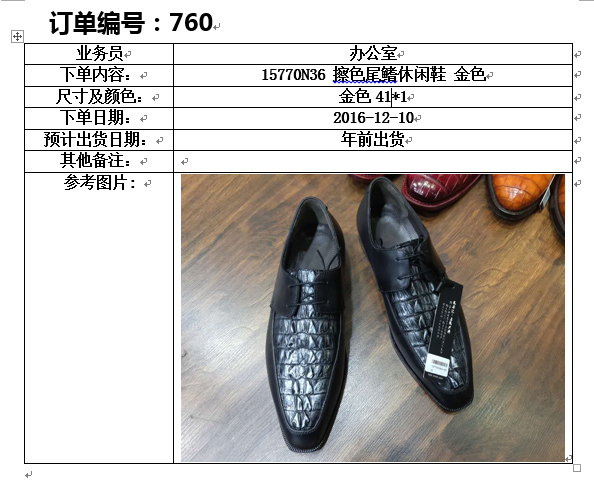 订单编号：760
业务员 办公室
下单内容： 15770N36 擦色尾鳍休闲鞋 金色
尺寸及颜色： 金色 41*1
下单日期： 2016-12-10
预计出货日期： 年前出货
其他备注：
参考图片：